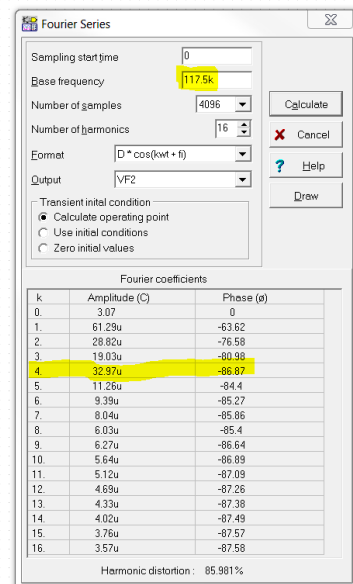 Fourier Series
Sampling start time 0
Base frequency 117.5k
Number of samples 4096
Number of harmonics 16
Format D * cos(kwt + fi)
Output VF2
Transient inital condition
Calculate operating point
Use initial conditions
Zero initial values
Calculate
Cancel
? Help
Draw
Fourier coefficients
k Amplitude (C) Phase (ø)
0. 3.07 0
1. 61.29u -63.62
2. 28.82u -76.58
3. 19.03u -80.98
4. 32.97u -86.87
5. 11.26u -84.4
6. 9.39u -85.27
7. 8.04u -85.86
8. 6.03u -85.4
9. 6.27u -86.64
10. 5.64u -86.89
11. 5.12u -87.09
12. 4.69u -87.26
13. 4.33u -87.38
14. 4.02u -87.49
15. 3.76u -87.57
16. 3.57u -87.58
Harmonic distortion : 85.981%